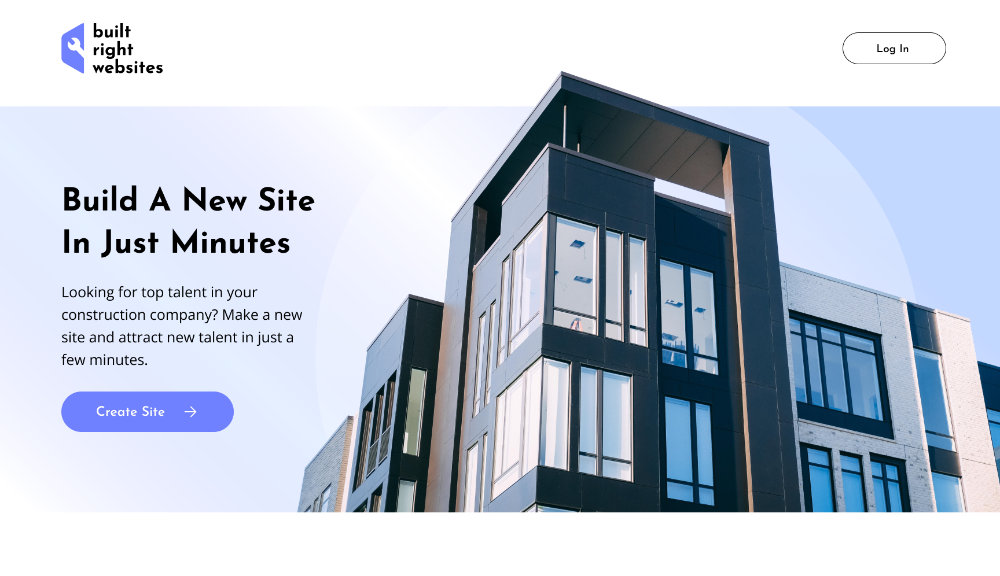 built
right
websites
Log In
Build A New Site
In Just Minutes
Looking for top talent in your
construction company? Make a new
site and attract new talent in just a
few minutes.
Create Site →